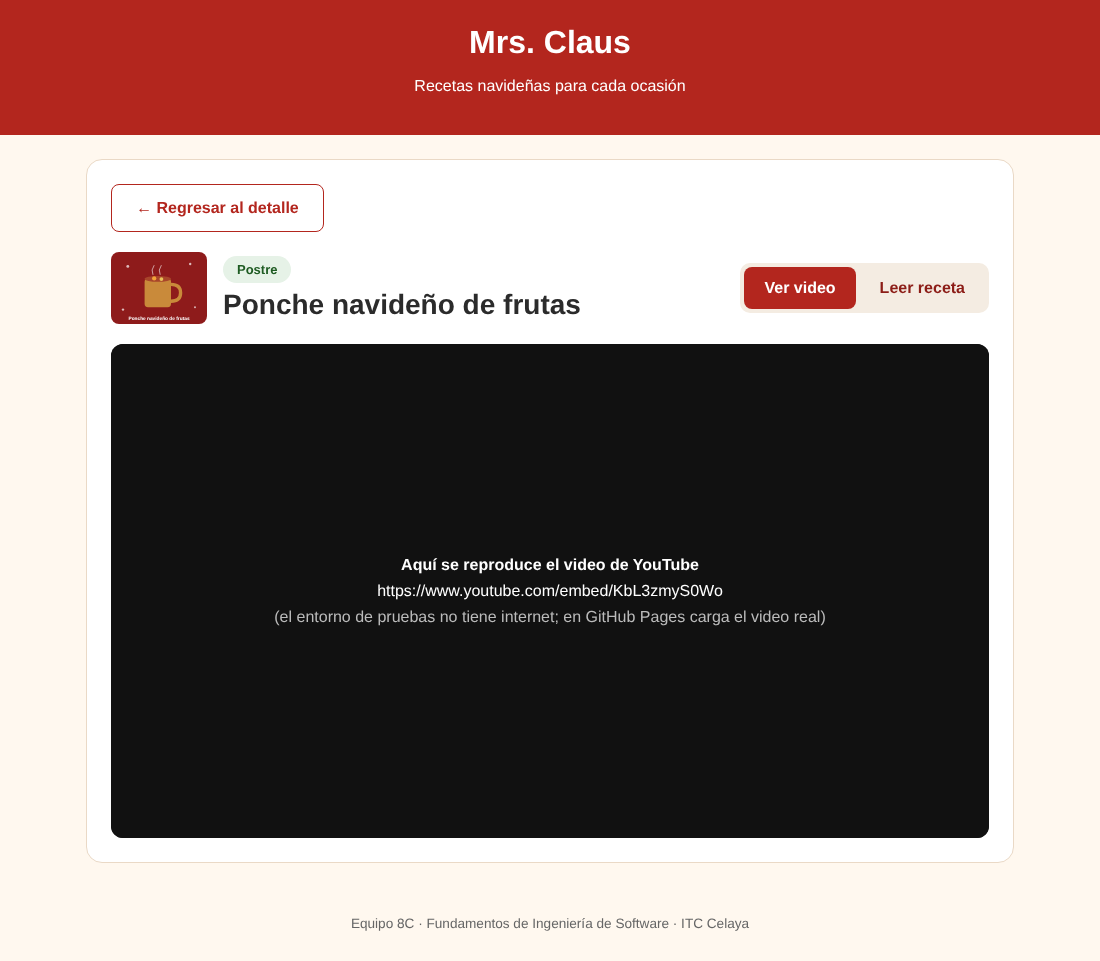 Mrs. Claus
Recetas navideñas para cada ocasión
← Regresar al detalle
Ponche navideño de frutas
Postre
Ponche navideño de frutas
Ver video
Leer receta
Aquí se reproduce el video de YouTube
https://www.youtube.com/embed/KbL3zmyS0Wo
(el entorno de pruebas no tiene internet; en GitHub Pages carga el video real)
Equipo 8C · Fundamentos de Ingeniería de Software · ITC Celaya